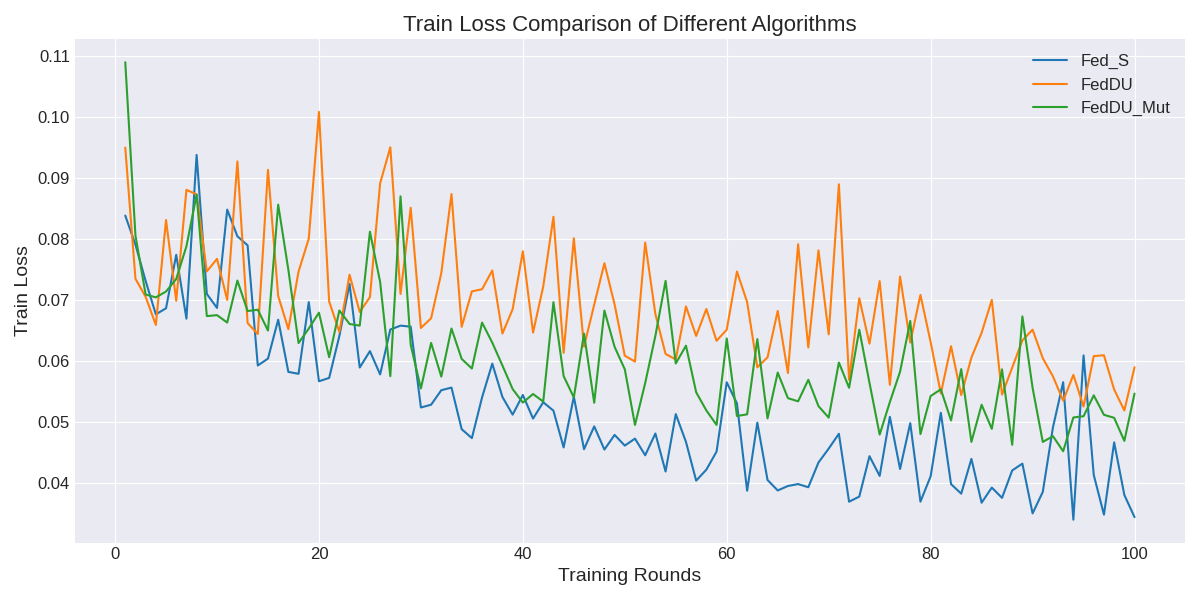 Train Loss Comparison of Different Algorithms
Fed_S
FedDU
FedDU_Mut
0.11
0.10
0.09
0.08
0.07
0.06
0.05
0.04
Train Loss
0 20 40 60 80 100
Training Rounds